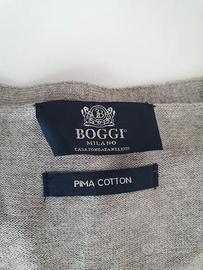 B
BOGGI
MILANO
CASA FONDATA NEL 1939
PIMA COTTON